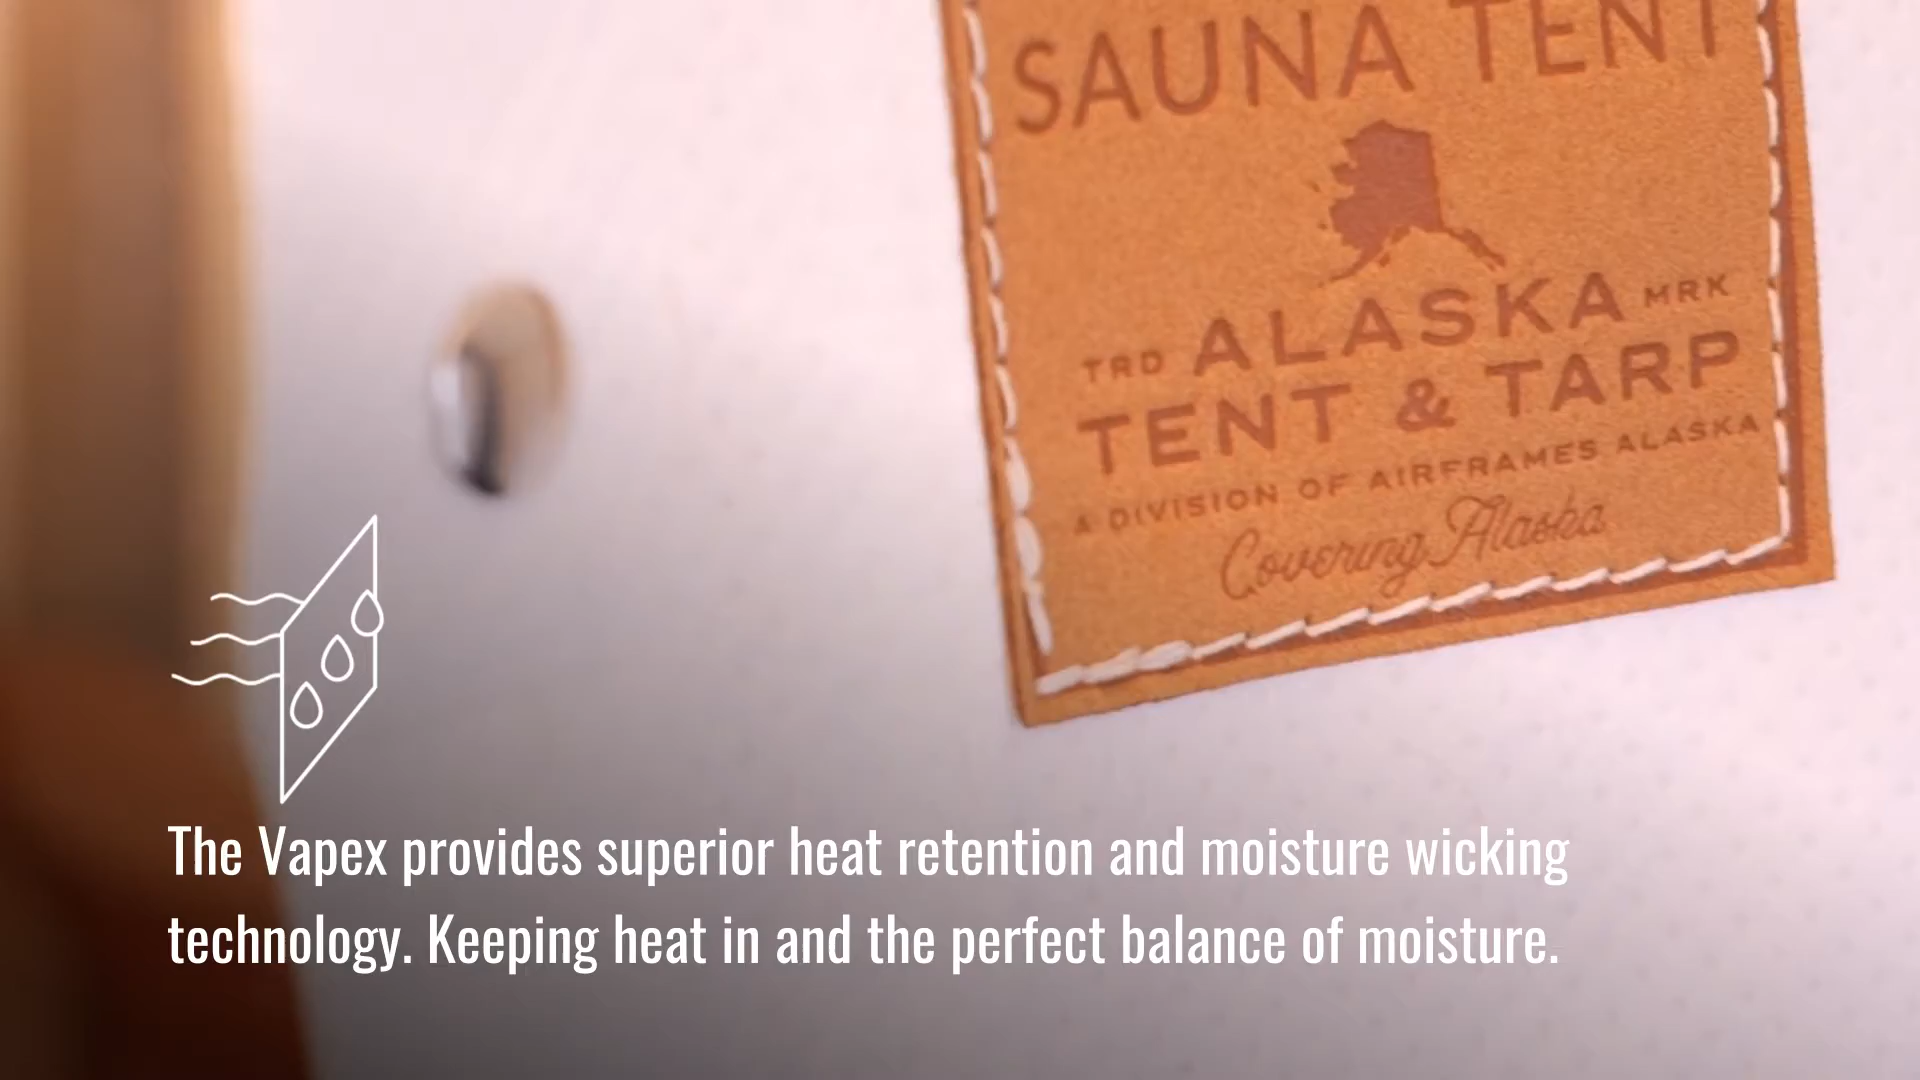 SAUNA TENT
TRD ALASKA MRK
TENT & TARP
A DIVISION OF AIRFRAMES ALASKA
Covering Alaska
The Vapex provides superior heat retention and moisture wicking
technology. Keeping heat in and the perfect balance of moisture.